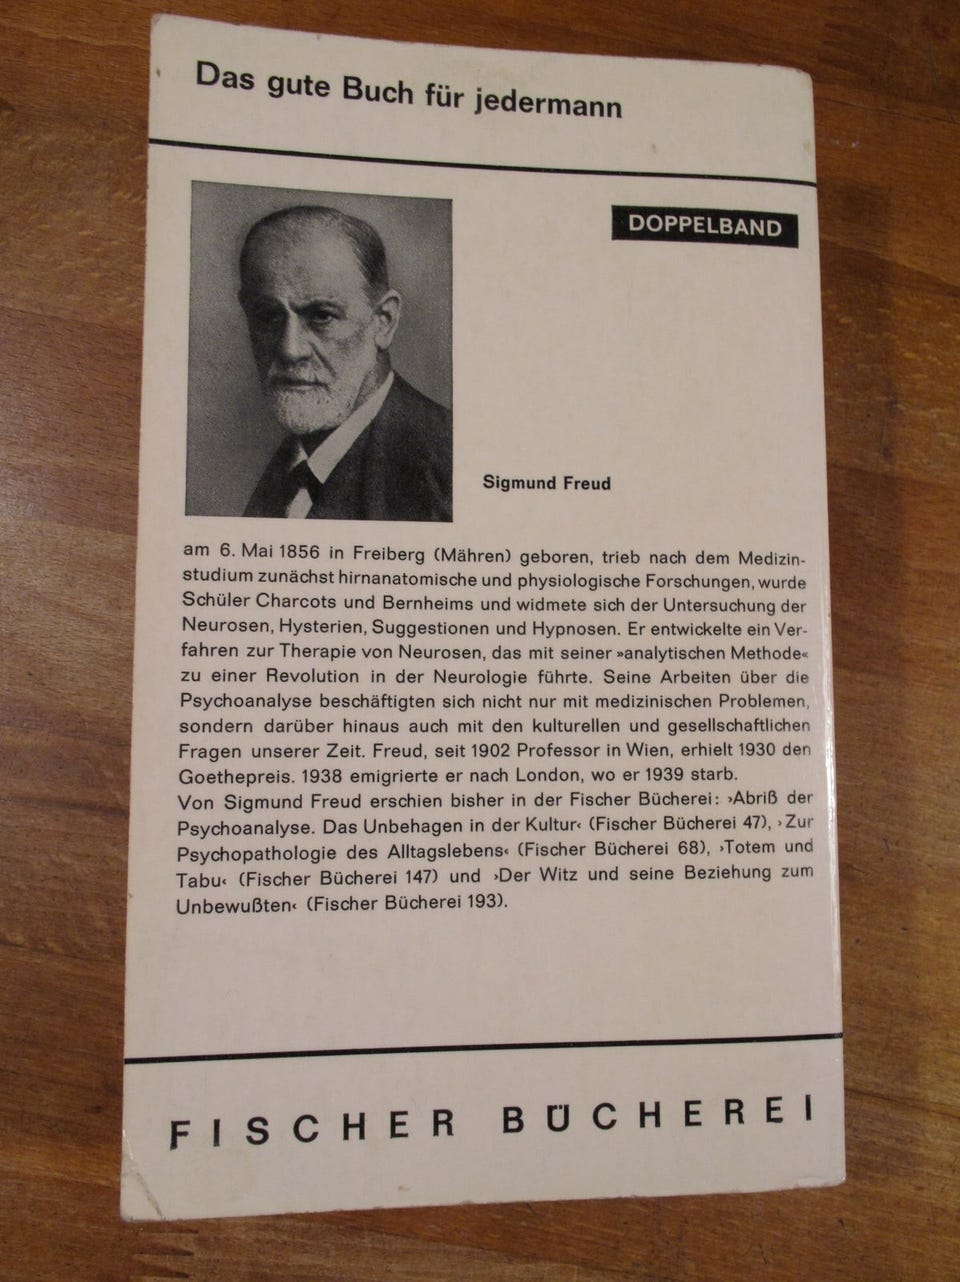 Das gute Buch für jedermann
DOPPELBAND
Sigmund Freud
am 6. Mai 1856 in Freiberg (Mähren) geboren, trieb nach dem Medizin-
studium zunächst hirnanatomische und physiologische Forschungen, wurde
Schüler Charcots und Bernheims und widmete sich der Untersuchung der
Neurosen, Hysterien, Suggestionen und Hypnosen. Er entwickelte ein Ver-
fahren zur Therapie von Neurosen, das mit seiner »analytischen Methode«
zu einer Revolution in der Neurologie führte. Seine Arbeiten über die
Psychoanalyse beschäftigten sich nicht nur mit medizinischen Problemen,
sondern darüber hinaus auch mit den kulturellen und gesellschaftlichen
Fragen unserer Zeit. Freud, seit 1902 Professor in Wien, erhielt 1930 den
Goethepreis. 1938 emigrierte er nach London, wo er 1939 starb.
Von Sigmund Freud erschien bisher in der Fischer Bücherei: ›Abriß der
Psychoanalyse. Das Unbehagen in der Kultur‹ (Fischer Bücherei 47), ›Zur
Psychopathologie des Alltagslebens‹ (Fischer Bücherei 68), ›Totem und
Tabu‹ (Fischer Bücherei 147) und ›Der Witz und seine Beziehung zum
Unbewußten‹ (Fischer Bücherei 193).
FISCHER BÜCHEREI